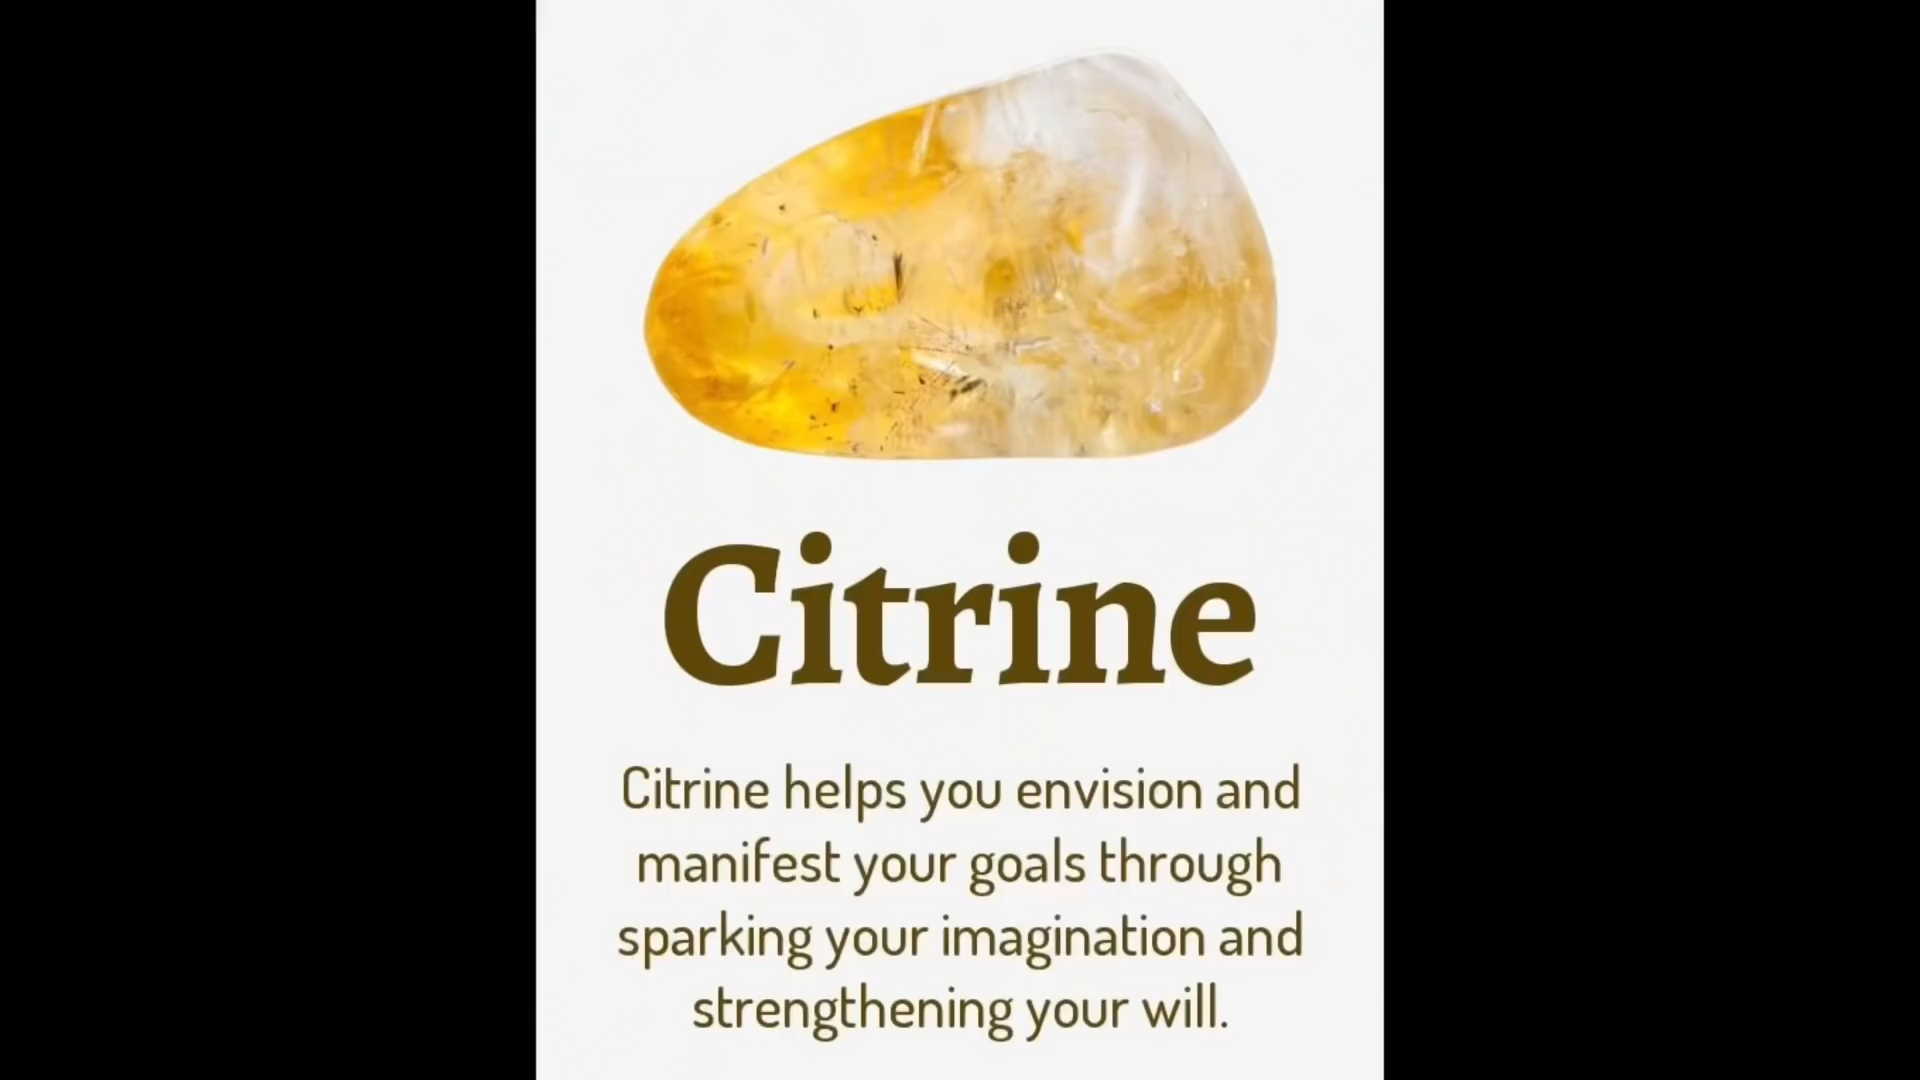 Citrine
Citrine helps you envision and
manifest your goals through
sparking your imagination and
strengthening your will.